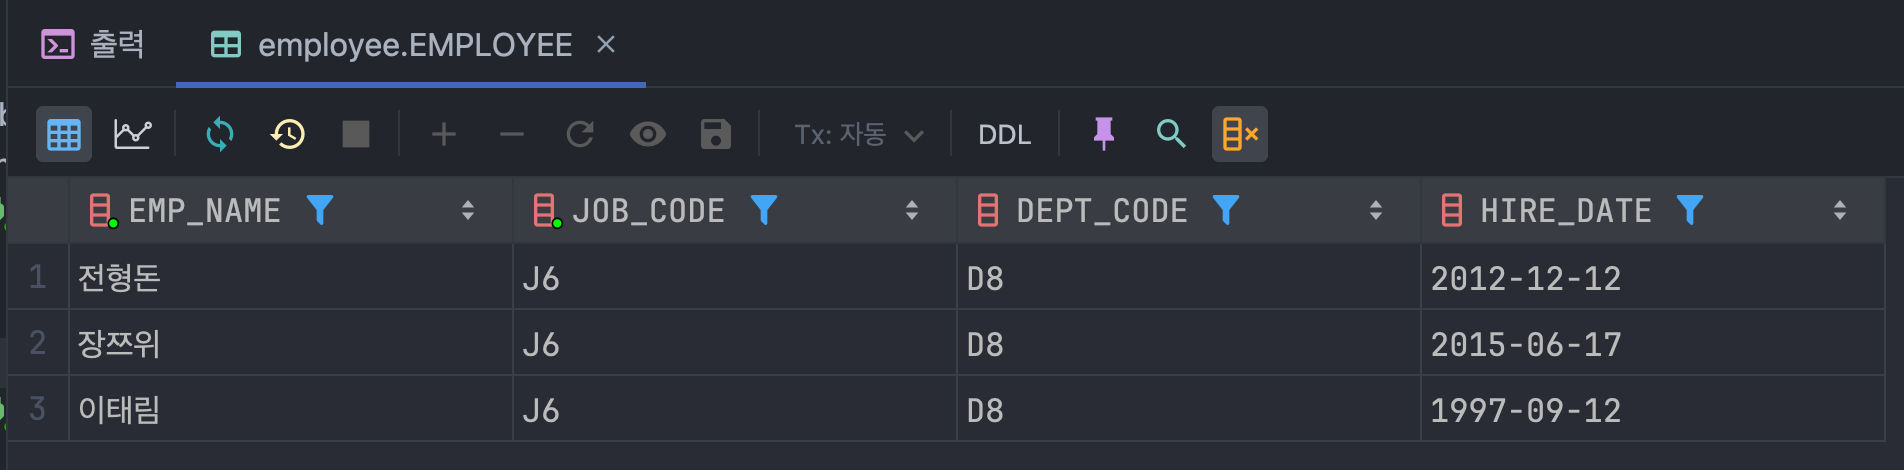 출력 employee.EMPLOYEE
Tx: 자동 DDL
EMP_NAME JOB_CODE DEPT_CODE HIRE_DATE
1 전형돈 J6 D8 2012-12-12
2 장쯔위 J6 D8 2015-06-17
3 이태림 J6 D8 1997-09-12